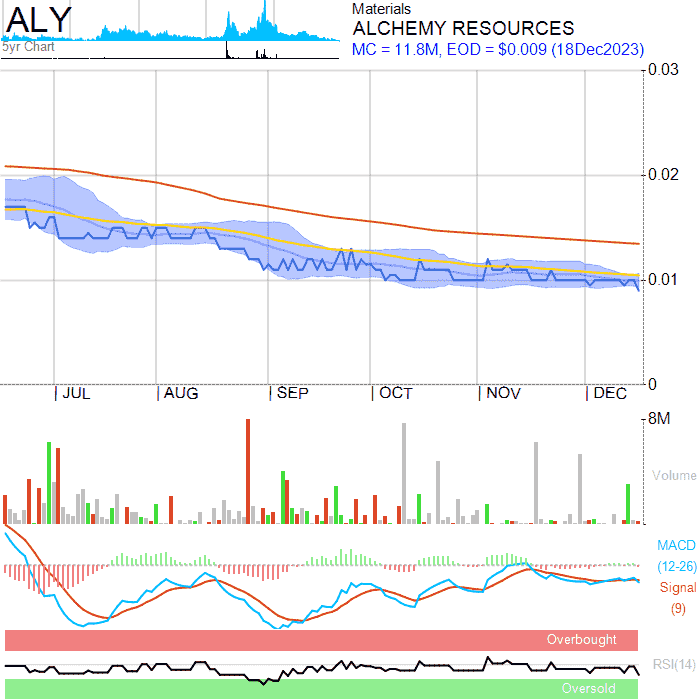 ALY
5yr Chart
Materials
ALCHEMY RESOURCES
MC = 11.8M, EOD = $0.009 (18Dec2023)
0.03
0.02
0.01
0
JUL AUG SEP OCT NOV DEC
8M
Volume
MACD
(12-26)
Signal
(9)
Overbought
RSI(14)
Oversold